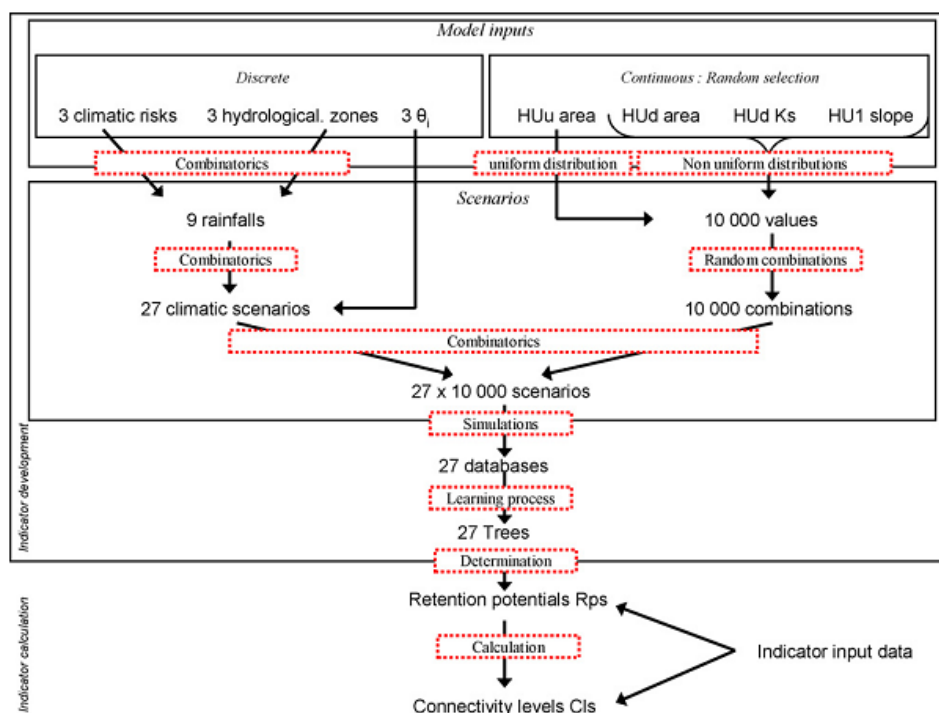 Model inputs
Discrete
Continuous : Random selection
3 climatic risks 3 hydrological. zones 3 θi
HUu area HUd area HUd Ks HU1 slope
Combinatorics
uniform distribution
Non uniform distributions
Scenarios
9 rainfalls
10 000 values
Combinatorics
Random combinations
27 climatic scenarios
10 000 combinations
Combinatorics
27 x 10 000 scenarios
Simulations
27 databases
Learning process
27 Trees
Indicator development
Determination
Retention potentials Rps
Calculation
Indicator input data
Connectivity levels CIs
Indicator calculation